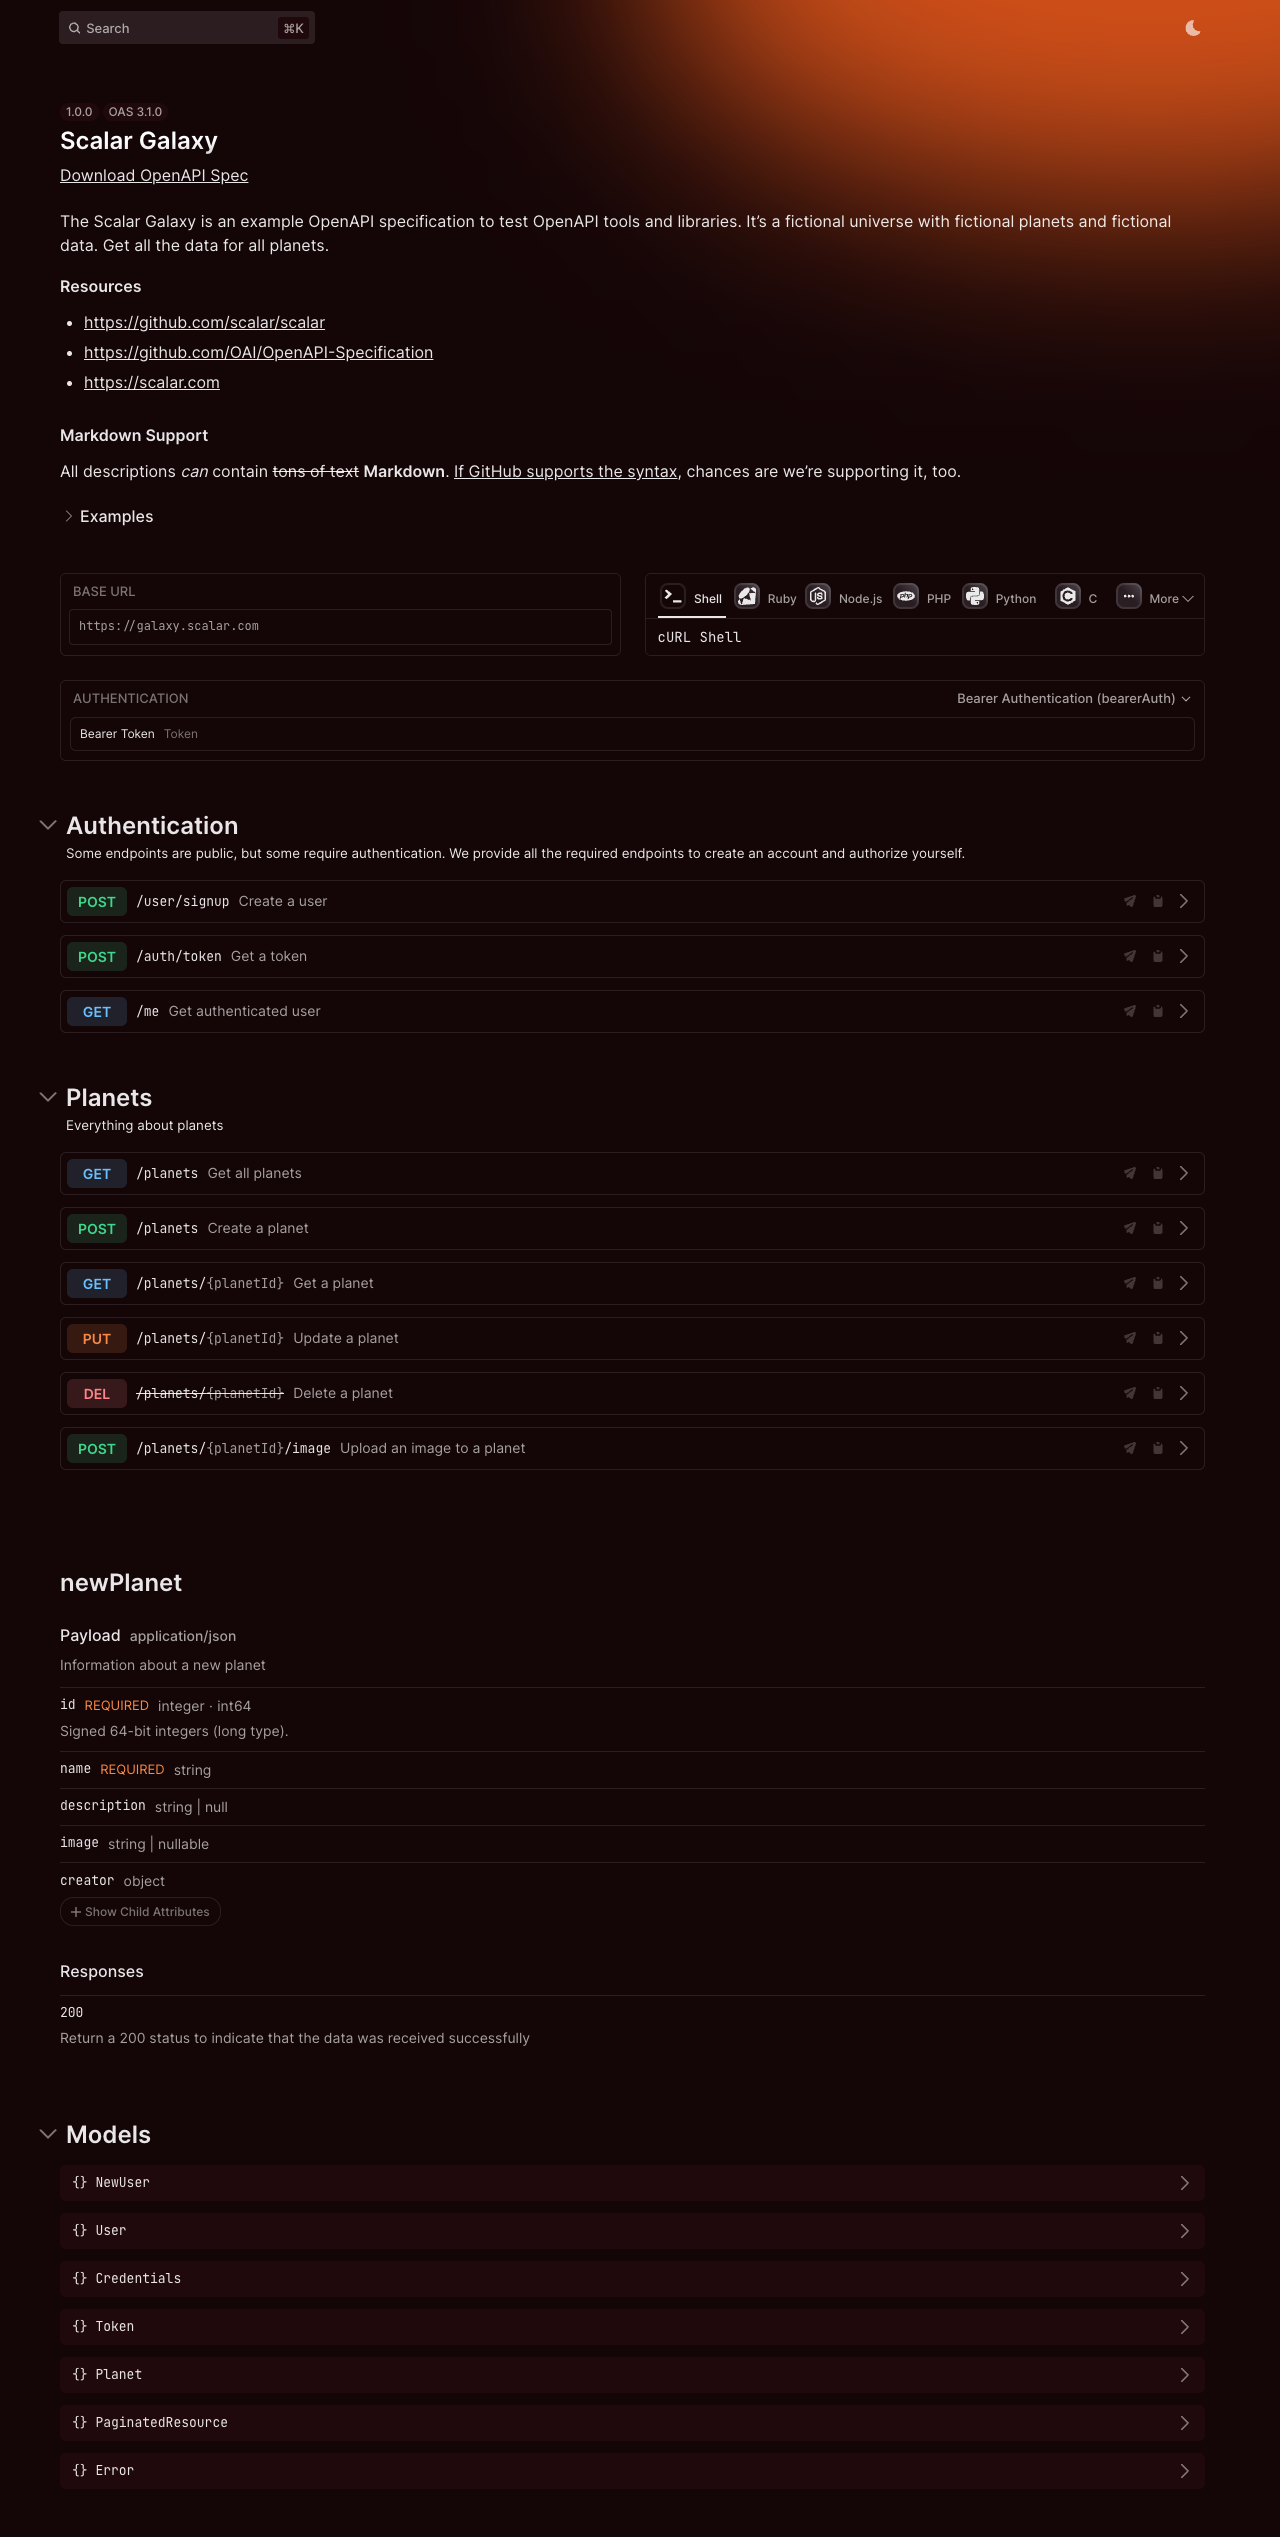 Search ⌘K
1.0.0 OAS 3.1.0
Scalar Galaxy
Download OpenAPI Spec
The Scalar Galaxy is an example OpenAPI specification to test OpenAPI tools and libraries. It’s a fictional universe with fictional planets and fictional
data. Get all the data for all planets.
Resources
• https://github.com/scalar/scalar
• https://github.com/OAI/OpenAPI-Specification
• https://scalar.com
Markdown Support
All descriptions can contain tons of text Markdown. If GitHub supports the syntax, chances are we’re supporting it, too.
Examples
BASE URL
https://galaxy.scalar.com
Shell Ruby Node.js PHP Python C More
cURL Shell
AUTHENTICATION Bearer Authentication (bearerAuth)
Bearer Token Token
Authentication
Some endpoints are public, but some require authentication. We provide all the required endpoints to create an account and authorize yourself.
POST /user/signup Create a user
POST /auth/token Get a token
GET /me Get authenticated user
Planets
Everything about planets
GET /planets Get all planets
POST /planets Create a planet
GET /planets/{planetId} Get a planet
PUT /planets/{planetId} Update a planet
DEL /planets/{planetId} Delete a planet
POST /planets/{planetId}/image Upload an image to a planet
newPlanet
Payload application/json
Information about a new planet
id REQUIRED integer · int64
Signed 64-bit integers (long type).
name REQUIRED string
description string | null
image string | nullable
creator object
Show Child Attributes
Responses
200
Return a 200 status to indicate that the data was received successfully
Models
{} NewUser
{} User
{} Credentials
{} Token
{} Planet
{} PaginatedResource
{} Error